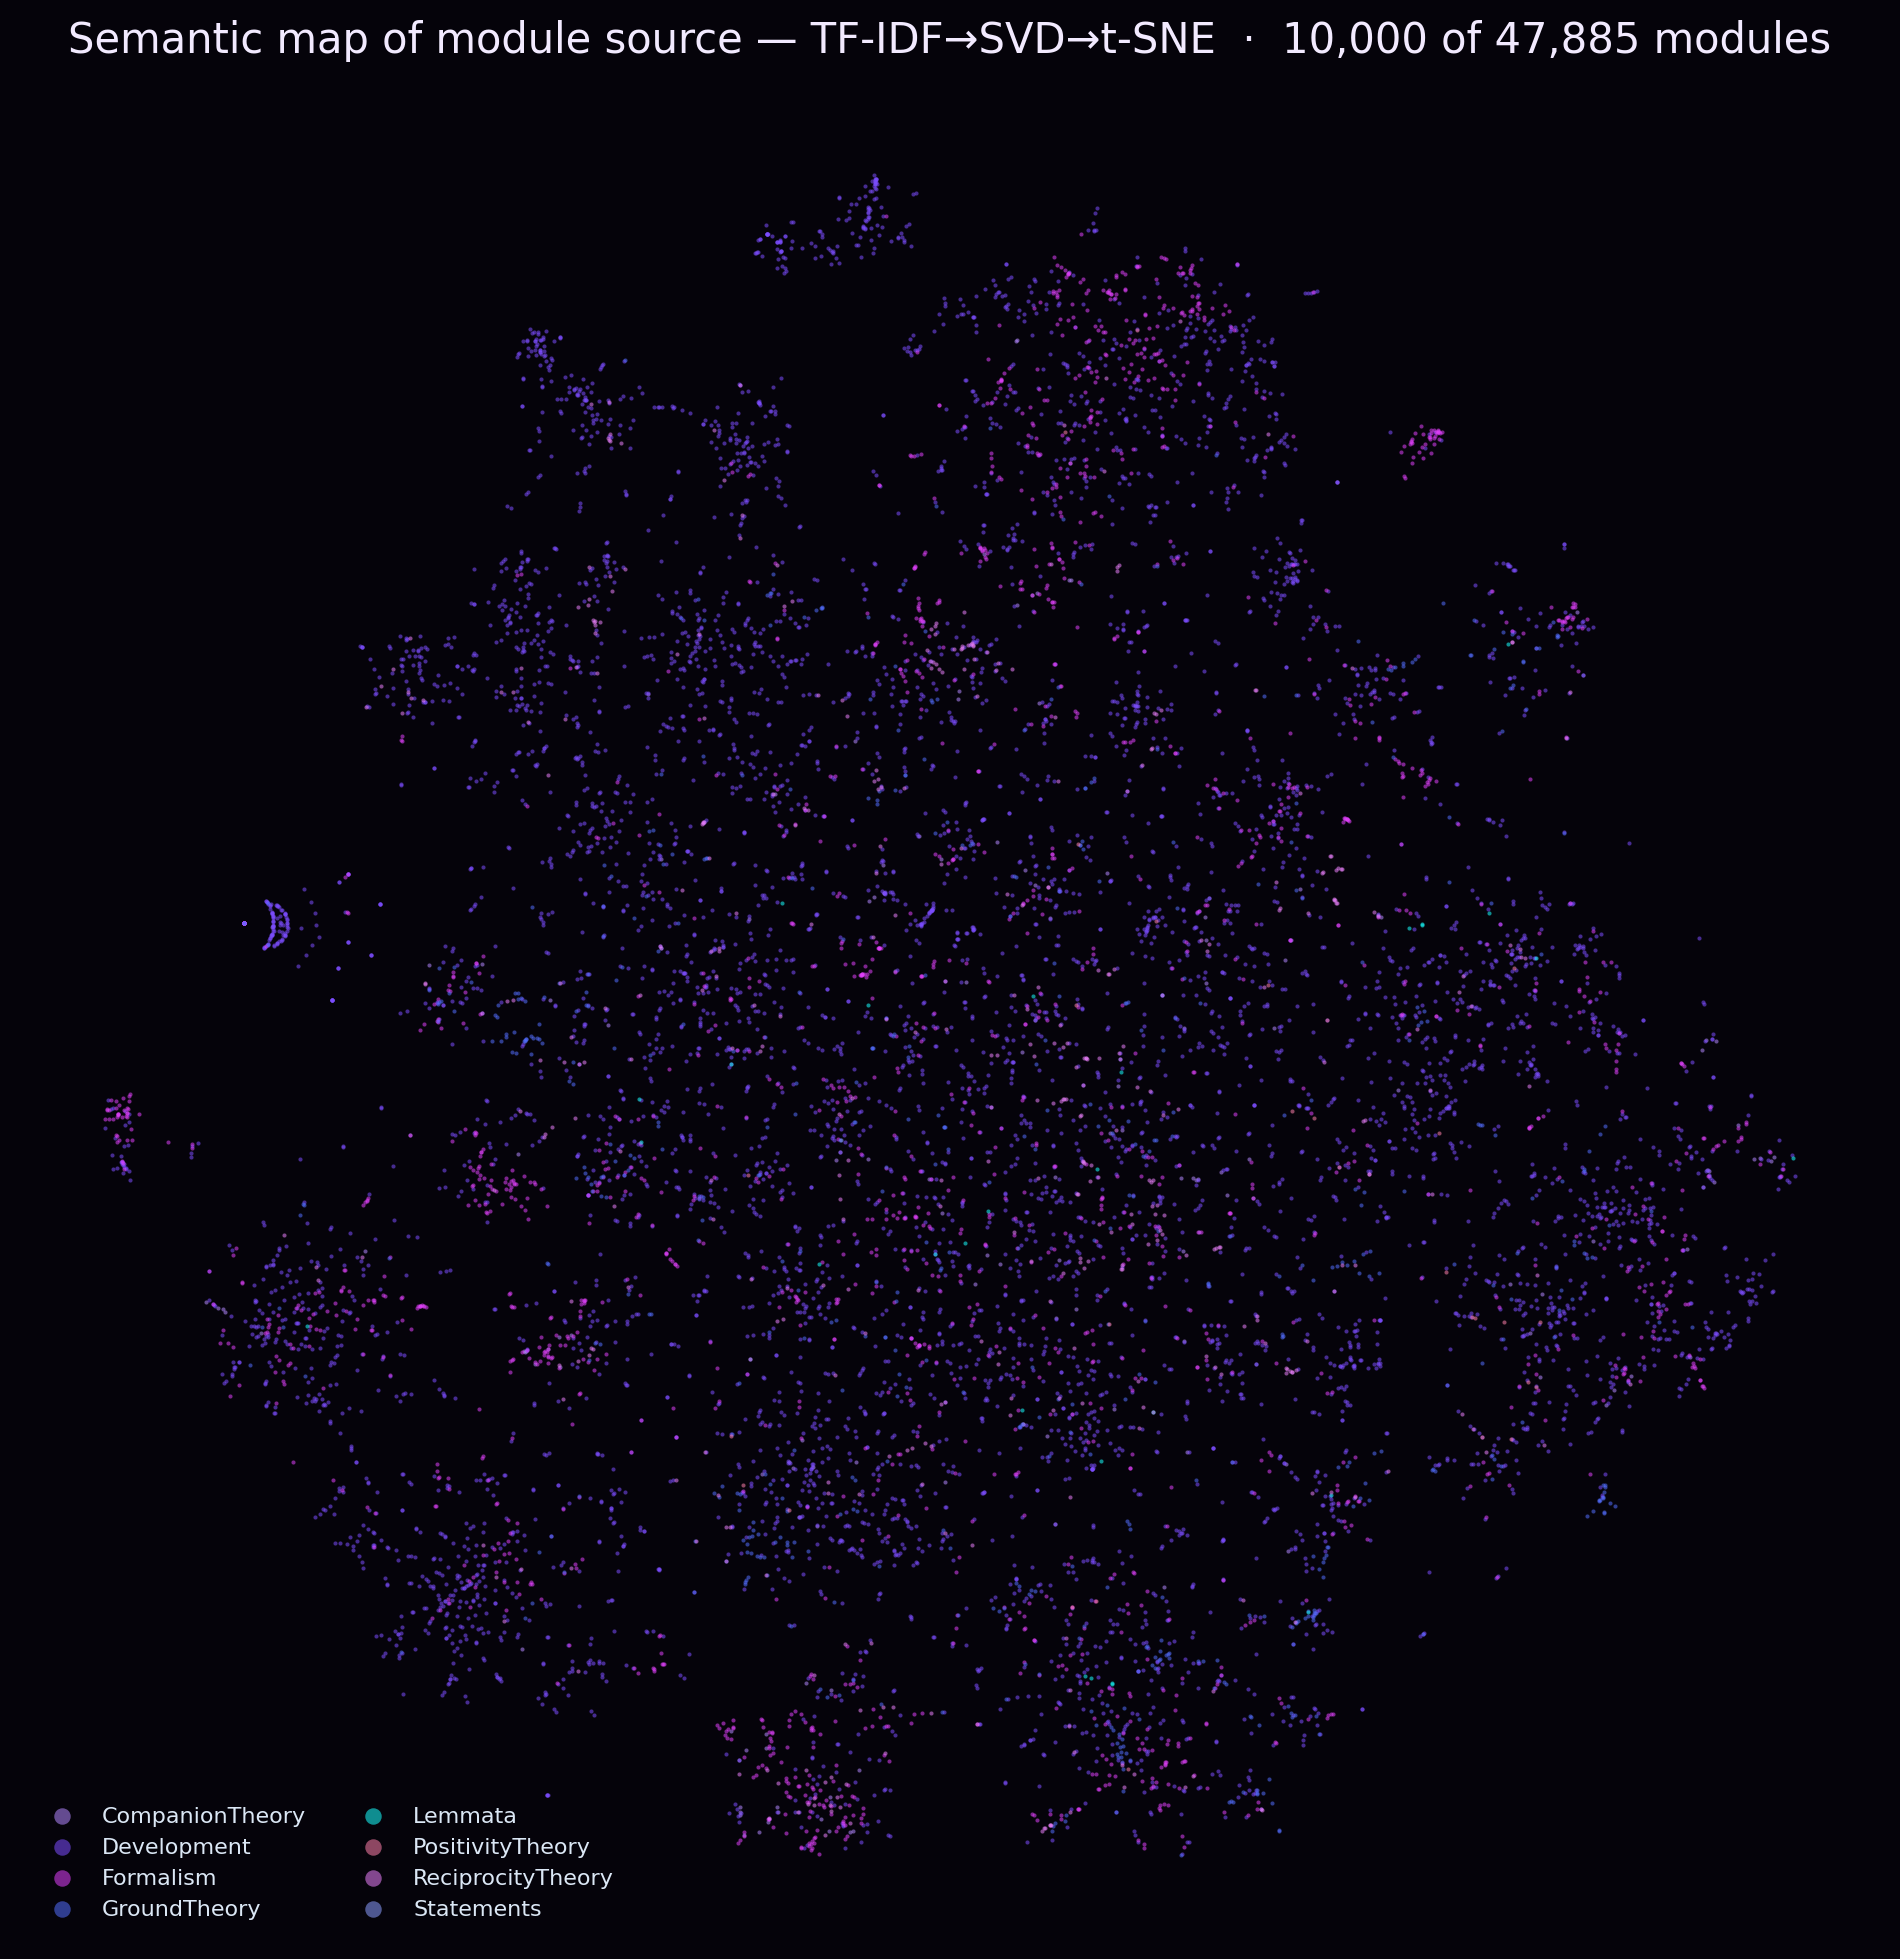 Semantic map of module source — TF-IDF→SVD→t-SNE · 10,000 of 47,885 modules
CompanionTheory
Development
Formalism
GroundTheory
Lemmata
PositivityTheory
ReciprocityTheory
Statements